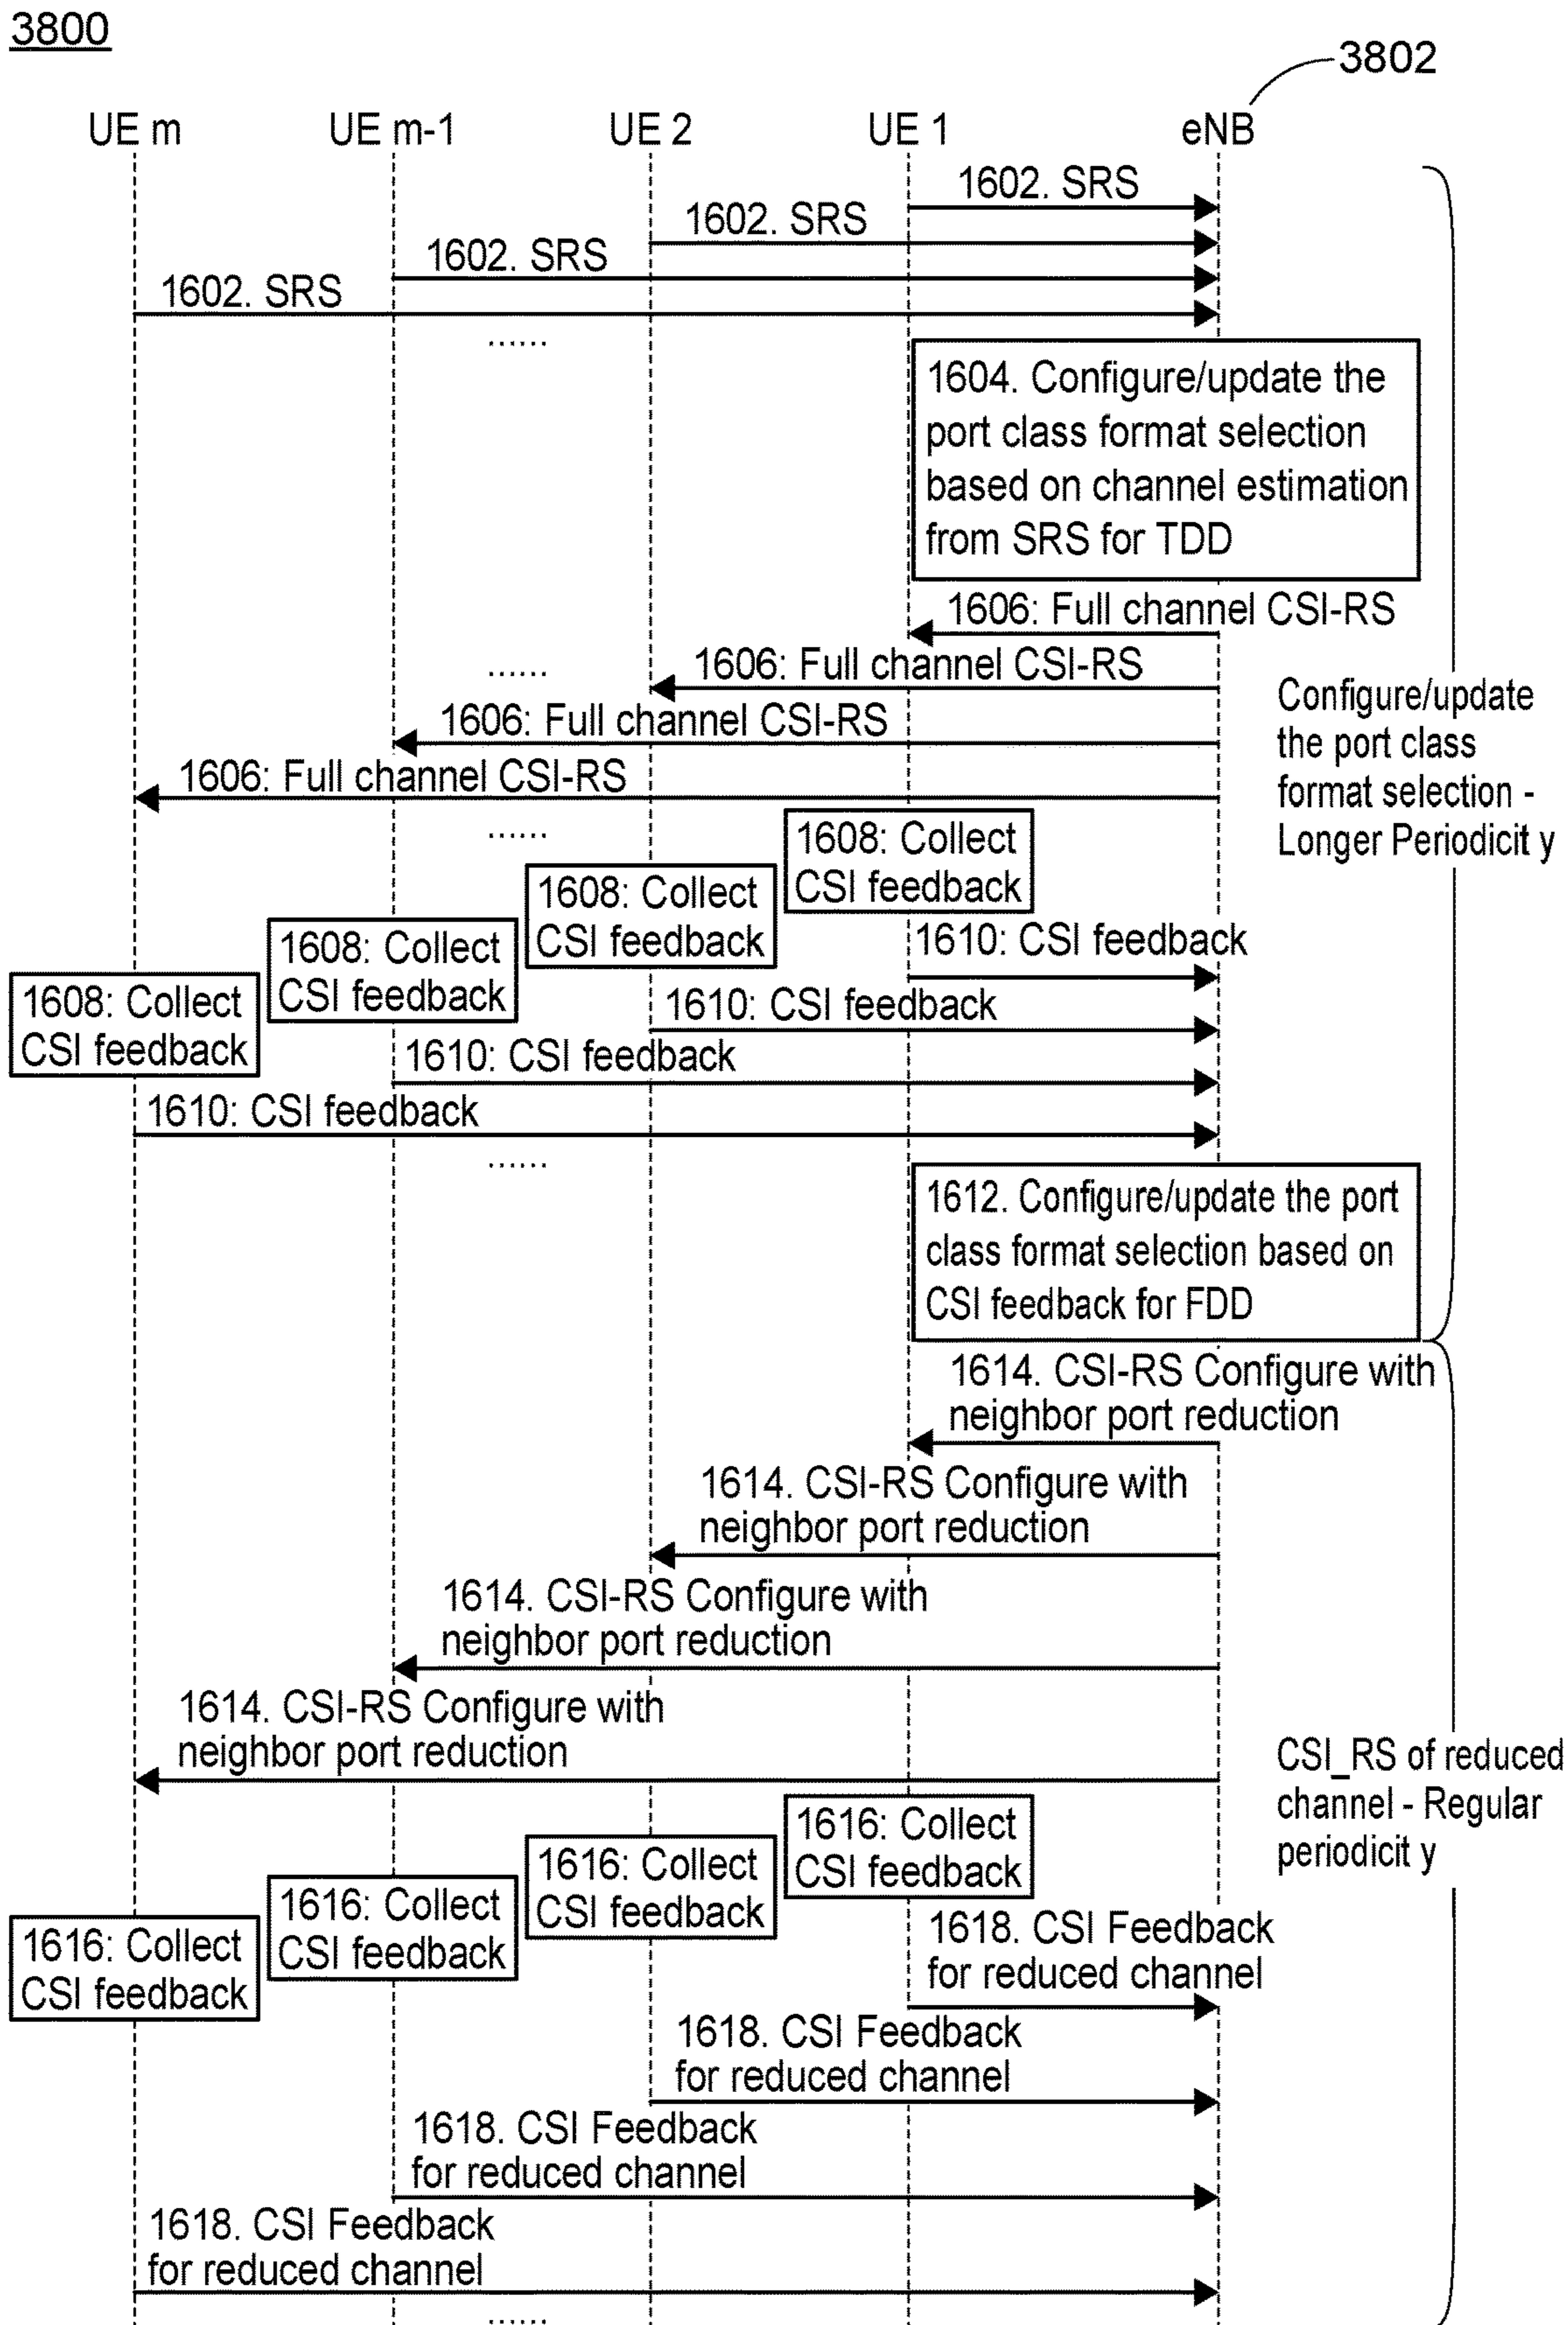 3800
3802
UE m
UE m-1
UE 2
UE 1
eNB
1602. SRS
1602. SRS
1602. SRS
1602. SRS
......
1604. Configure/update the
port class format selection
based on channel estimation
from SRS for TDD
1606: Full channel CSI-RS
......
1606: Full channel CSI-RS
1606: Full channel CSI-RS
1606: Full channel CSI-RS
......
Configure/update
the port class
format selection -
Longer Periodicit y
1608: Collect
CSI feedback
1608: Collect
CSI feedback
1608: Collect
CSI feedback
1608: Collect
CSI feedback
1610: CSI feedback
1610: CSI feedback
1610: CSI feedback
1610: CSI feedback
......
1612. Configure/update the port
class format selection based on
CSI feedback for FDD
1614. CSI-RS Configure with
neighbor port reduction
1614. CSI-RS Configure with
neighbor port reduction
1614. CSI-RS Configure with
neighbor port reduction
1614. CSI-RS Configure with
neighbor port reduction
CSI_RS of reduced
channel - Regular
periodicit y
1616: Collect
CSI feedback
1616: Collect
CSI feedback
1616: Collect
CSI feedback
1616: Collect
CSI feedback
1618. CSI Feedback
for reduced channel
1618. CSI Feedback
for reduced channel
1618. CSI Feedback
for reduced channel
1618. CSI Feedback
for reduced channel
......